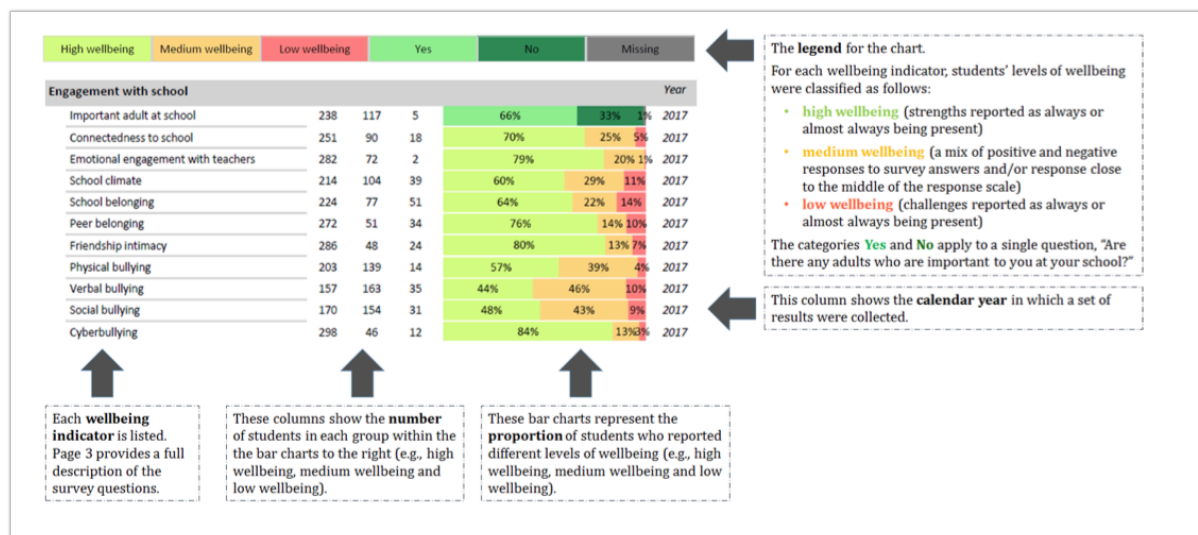 High wellbeing Medium wellbeing Low wellbeing Yes No Missing
Engagement with school Year
Important adult at school 238 117 5 66% 33% 1% 2017
Connectedness to school 251 90 18 70% 25% 5% 2017
Emotional engagement with teachers 282 72 2 79% 20% 1% 2017
School climate 214 104 39 60% 29% 11% 2017
School belonging 224 77 51 64% 22% 14% 2017
Peer belonging 272 51 34 76% 14% 10% 2017
Friendship intimacy 286 48 24 80% 13% 7% 2017
Physical bullying 203 139 14 57% 39% 4% 2017
Verbal bullying 157 163 35 44% 46% 10% 2017
Social bullying 170 154 31 48% 43% 9% 2017
Cyberbullying 298 46 12 84% 13% 3% 2017
The legend for the chart.
For each wellbeing indicator, students' levels of wellbeing
were classified as follows:
• high wellbeing (strengths reported as always or
almost always being present)
• medium wellbeing (a mix of positive and negative
responses to survey answers and/or response close
to the middle of the response scale)
• low wellbeing (challenges reported as always or
almost always being present)
The categories Yes and No apply to a single question, "Are
there any adults who are important to you at your school?"
This column shows the calendar year in which a set of
results were collected.
Each wellbeing
indicator is listed.
Page 3 provides a full
description of the
survey questions.
These columns show the number
of students in each group within the
the bar charts to the right (e.g., high
wellbeing, medium wellbeing and
low wellbeing).
These bar charts represent the
proportion of students who reported
different levels of wellbeing (e.g., high
wellbeing, medium wellbeing and low
wellbeing).